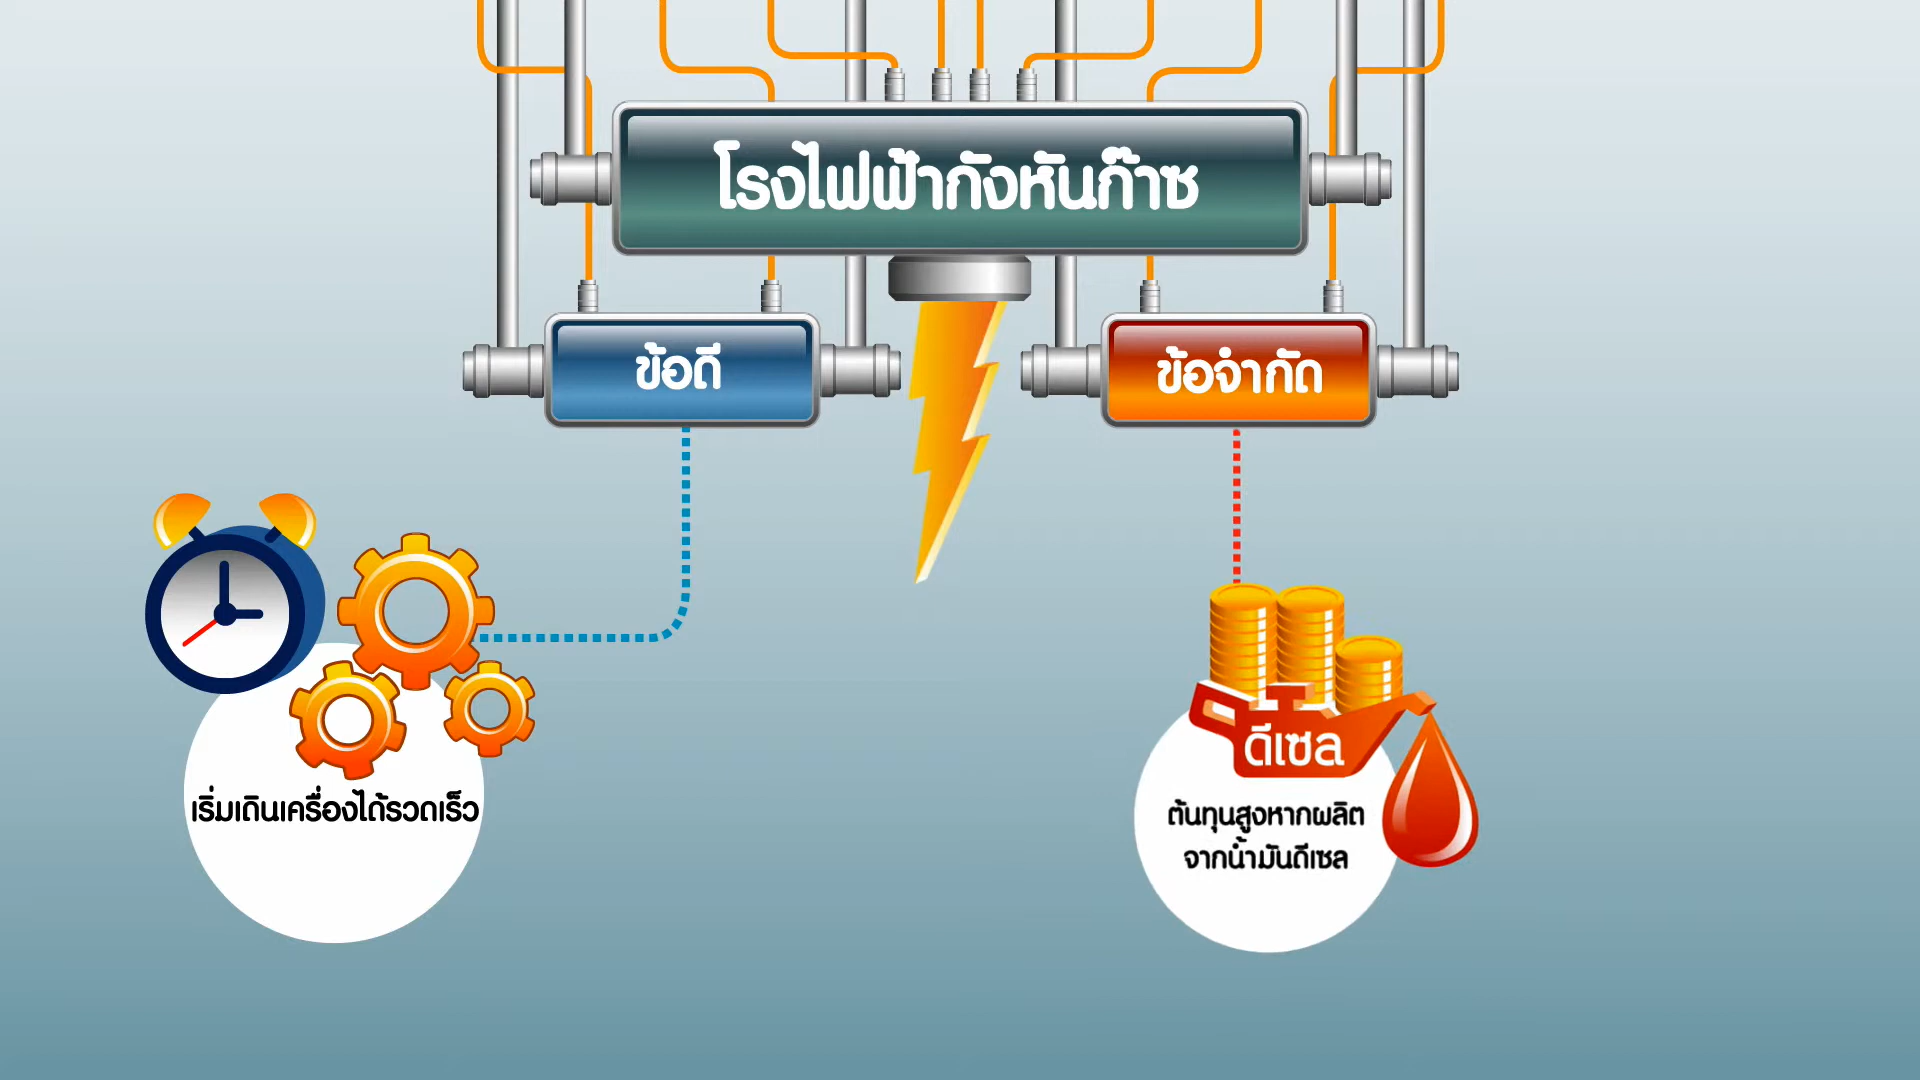 โรงไฟฟ้ากังหันก๊าซ
ข้อดี
ข้อจำกัด
เริ่มเดินเครื่องได้รวดเร็ว
ดีเซล
ต้นทุนสูงหากผลิต
จากน้ำมันดีเซล